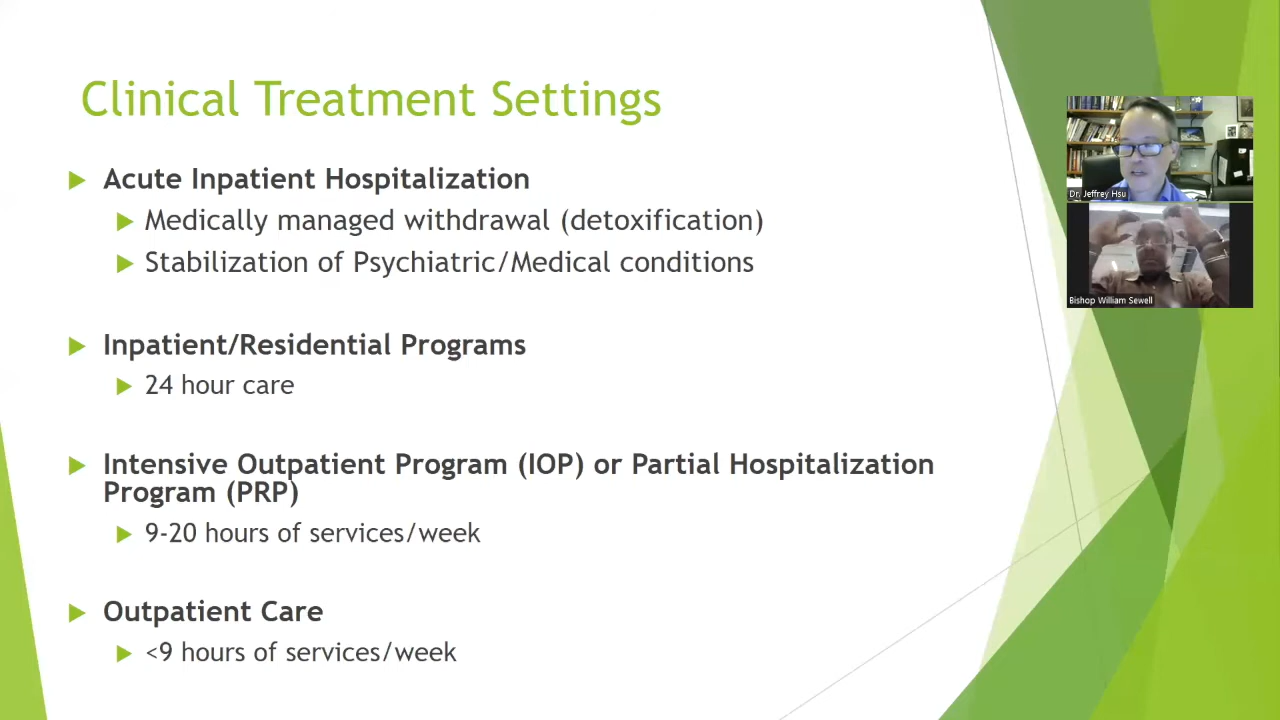 Clinical Treatment Settings
Acute Inpatient Hospitalization
Medically managed withdrawal (detoxification)
Stabilization of Psychiatric/Medical conditions
Inpatient/Residential Programs
24 hour care
Intensive Outpatient Program (IOP) or Partial Hospitalization
Program (PRP)
9-20 hours of services/week
Outpatient Care
<9 hours of services/week
Dr. Jeffrey Hsu
Bishop William Sewell